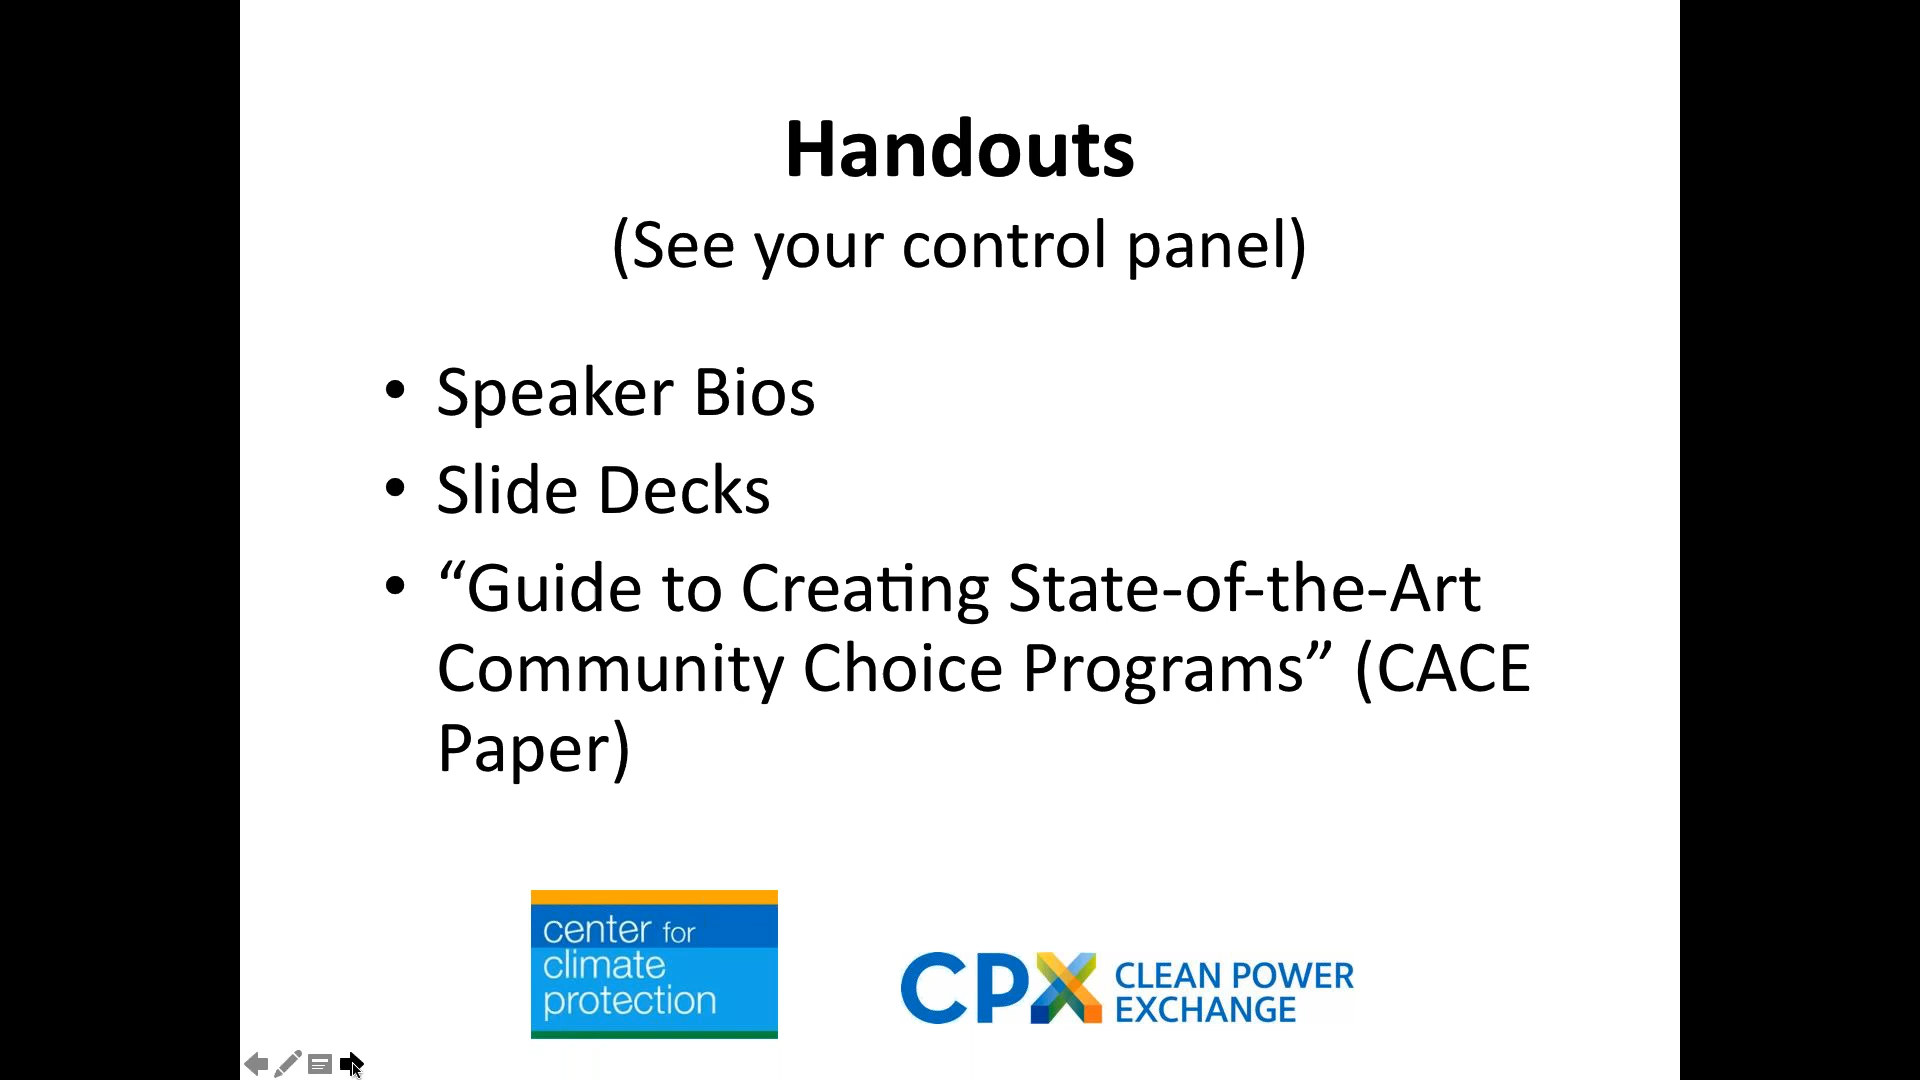 Handouts
(See your control panel)
• Speaker Bios
• Slide Decks
• “Guide to Creating State-of-the-Art
Community Choice Programs” (CACE
Paper)
center for
climate
protection
CPX CLEAN POWER
EXCHANGE